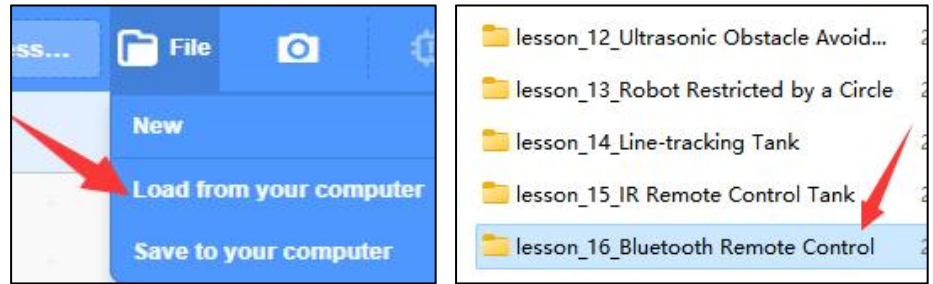 ess...
File
New
Load from your computer
Save to your computer
lesson_12_Ultrasonic Obstacle Avoid...
lesson_13_Robot Restricted by a Circle
lesson_14_Line-tracking Tank
lesson_15_IR Remote Control Tank
lesson_16_Bluetooth Remote Control